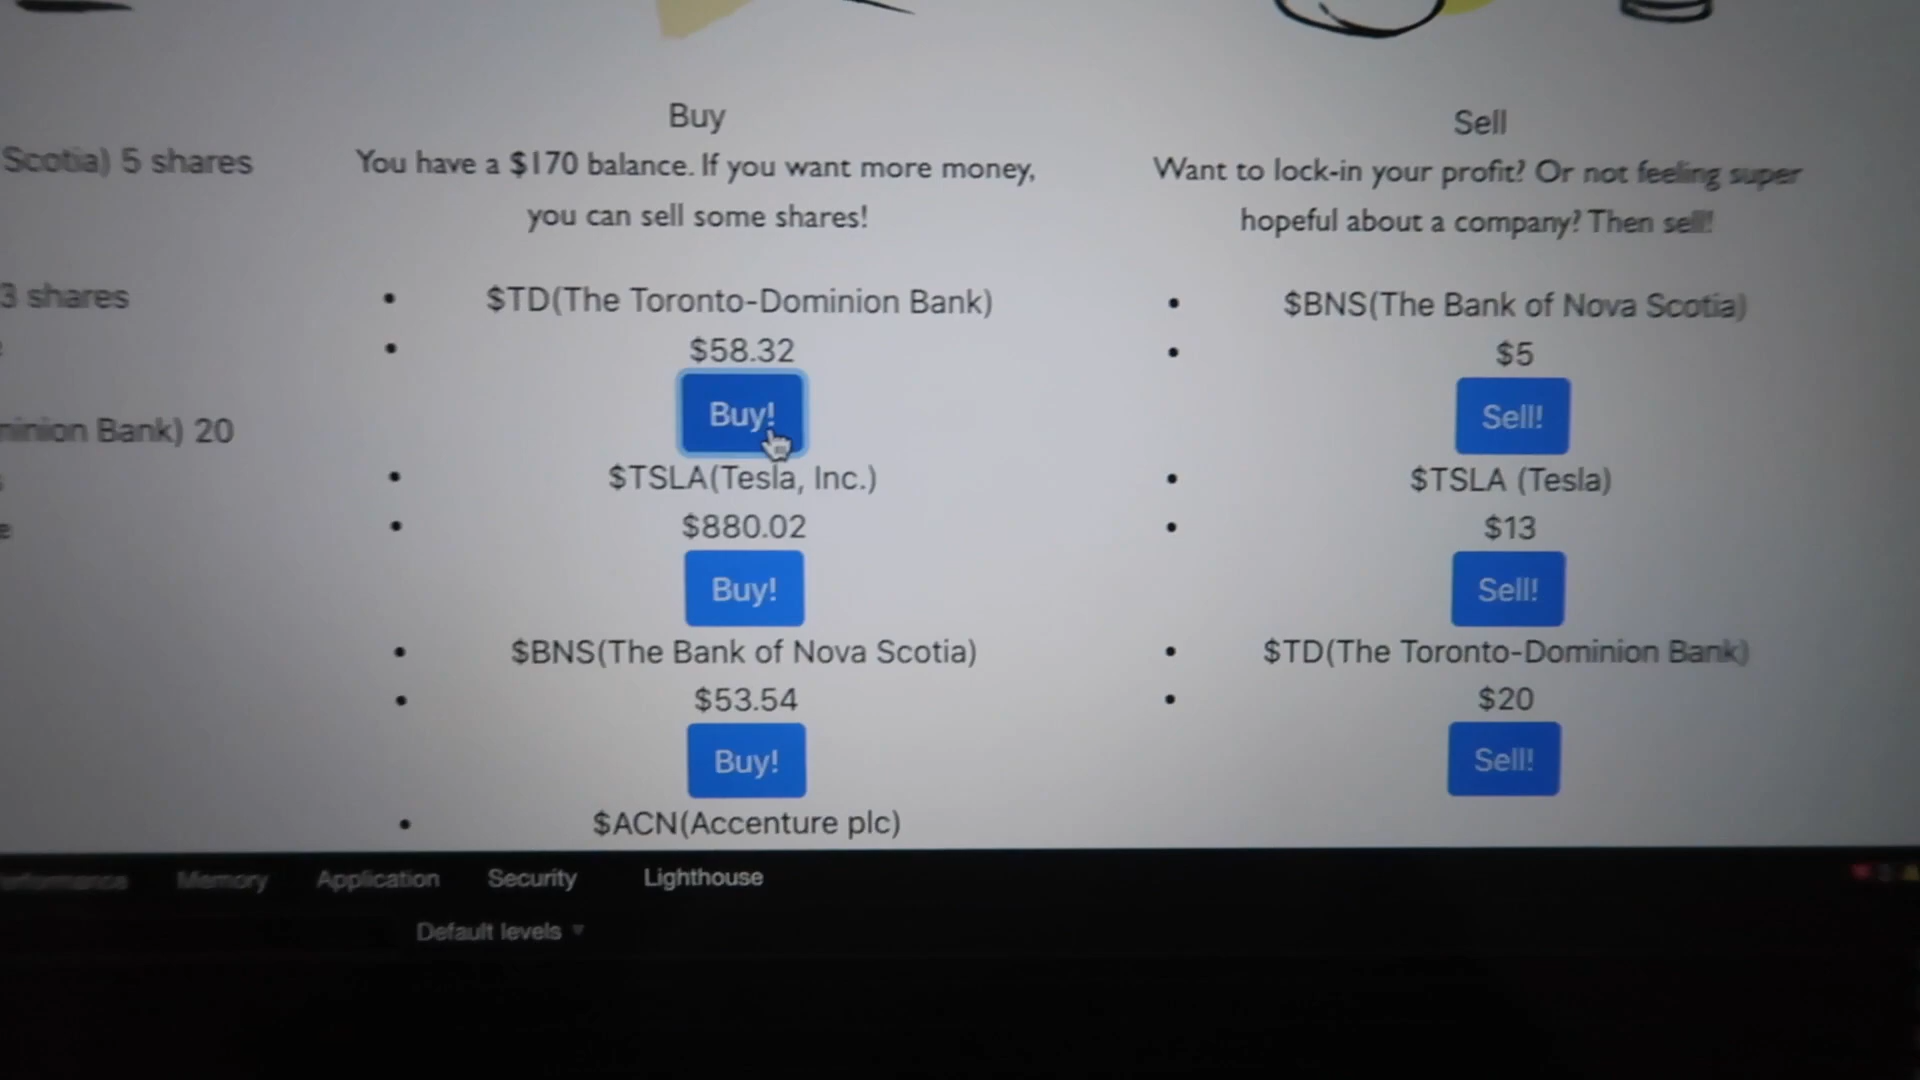 Scotia) 5 shares
3 shares
minion Bank) 20
Buy
You have a $170 balance. If you want more money,
you can sell some shares!
$TD(The Toronto-Dominion Bank)
$58.32
Buy!
$TSLA(Tesla, Inc.)
$880.02
Buy!
$BNS(The Bank of Nova Scotia)
$53.54
Buy!
$ACN(Accenture plc)
Sell
Want to lock-in your profit? Or not feeling super
hopeful about a company? Then sell!
$BNS(The Bank of Nova Scotia)
$5
Sell!
$TSLA (Tesla)
$13
Sell!
$TD(The Toronto-Dominion Bank)
$20
Sell!
Memory Application Security Lighthouse
Default levels